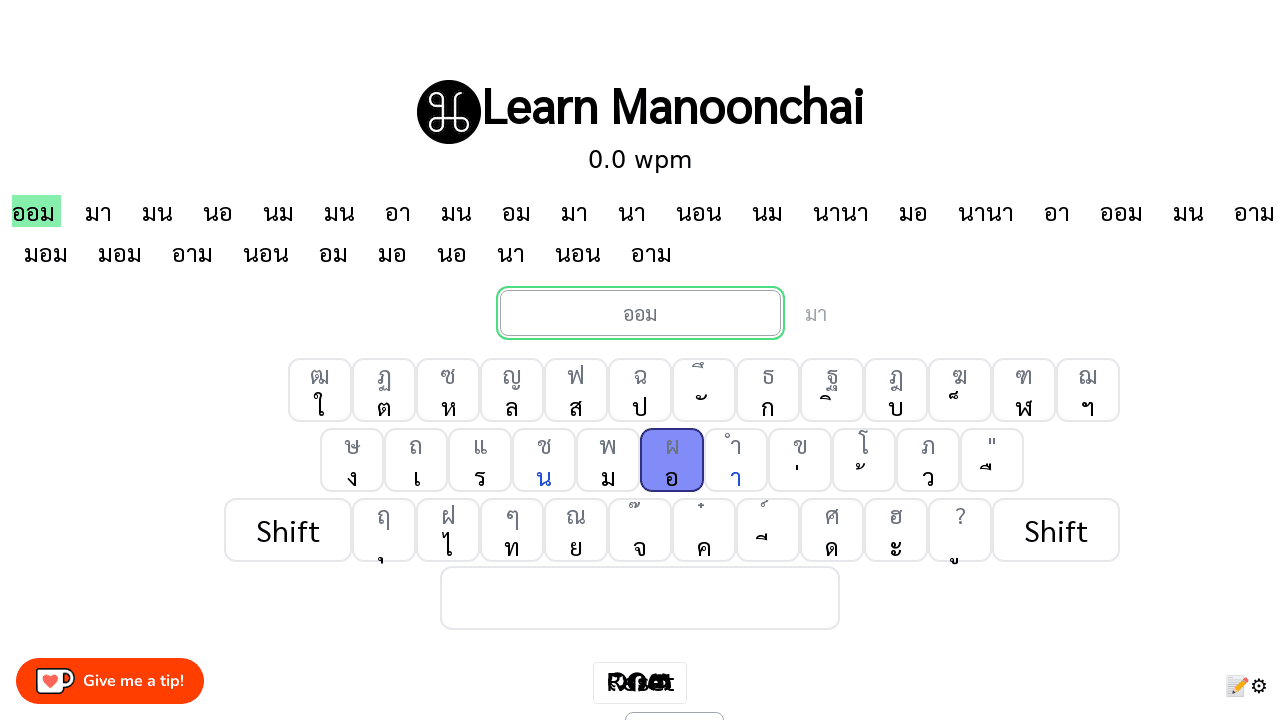 Learn Manoonchai
0.0 wpm
ออม มา มน นอ นม มน อา มน อม มา นา นอน นม นานา มอ นานา อา ออม มน อาม
มอม มอม อาม นอน อม มอ นอ นา นอน อาม
ออม มา
ฒ ฏ ซ ญ ฟ ฉ ึ ธ ฐ ฎ ฆ ฑ ฌ
ใ ต ห ล ส ป ั ก ิ บ ็ ฬ ฯ
ษ ถ แ ช พ ผ ำ ข โ ภ "
ง เ ร น ม อ า ่ ้ ว ื
Shift ฤ ฝ ๆ ณ ๊ ๋ ์ ศ ฮ ? Shift
ุ ไ ท ย จ ค ี ด ะ ู
Give me a tip!
Reset